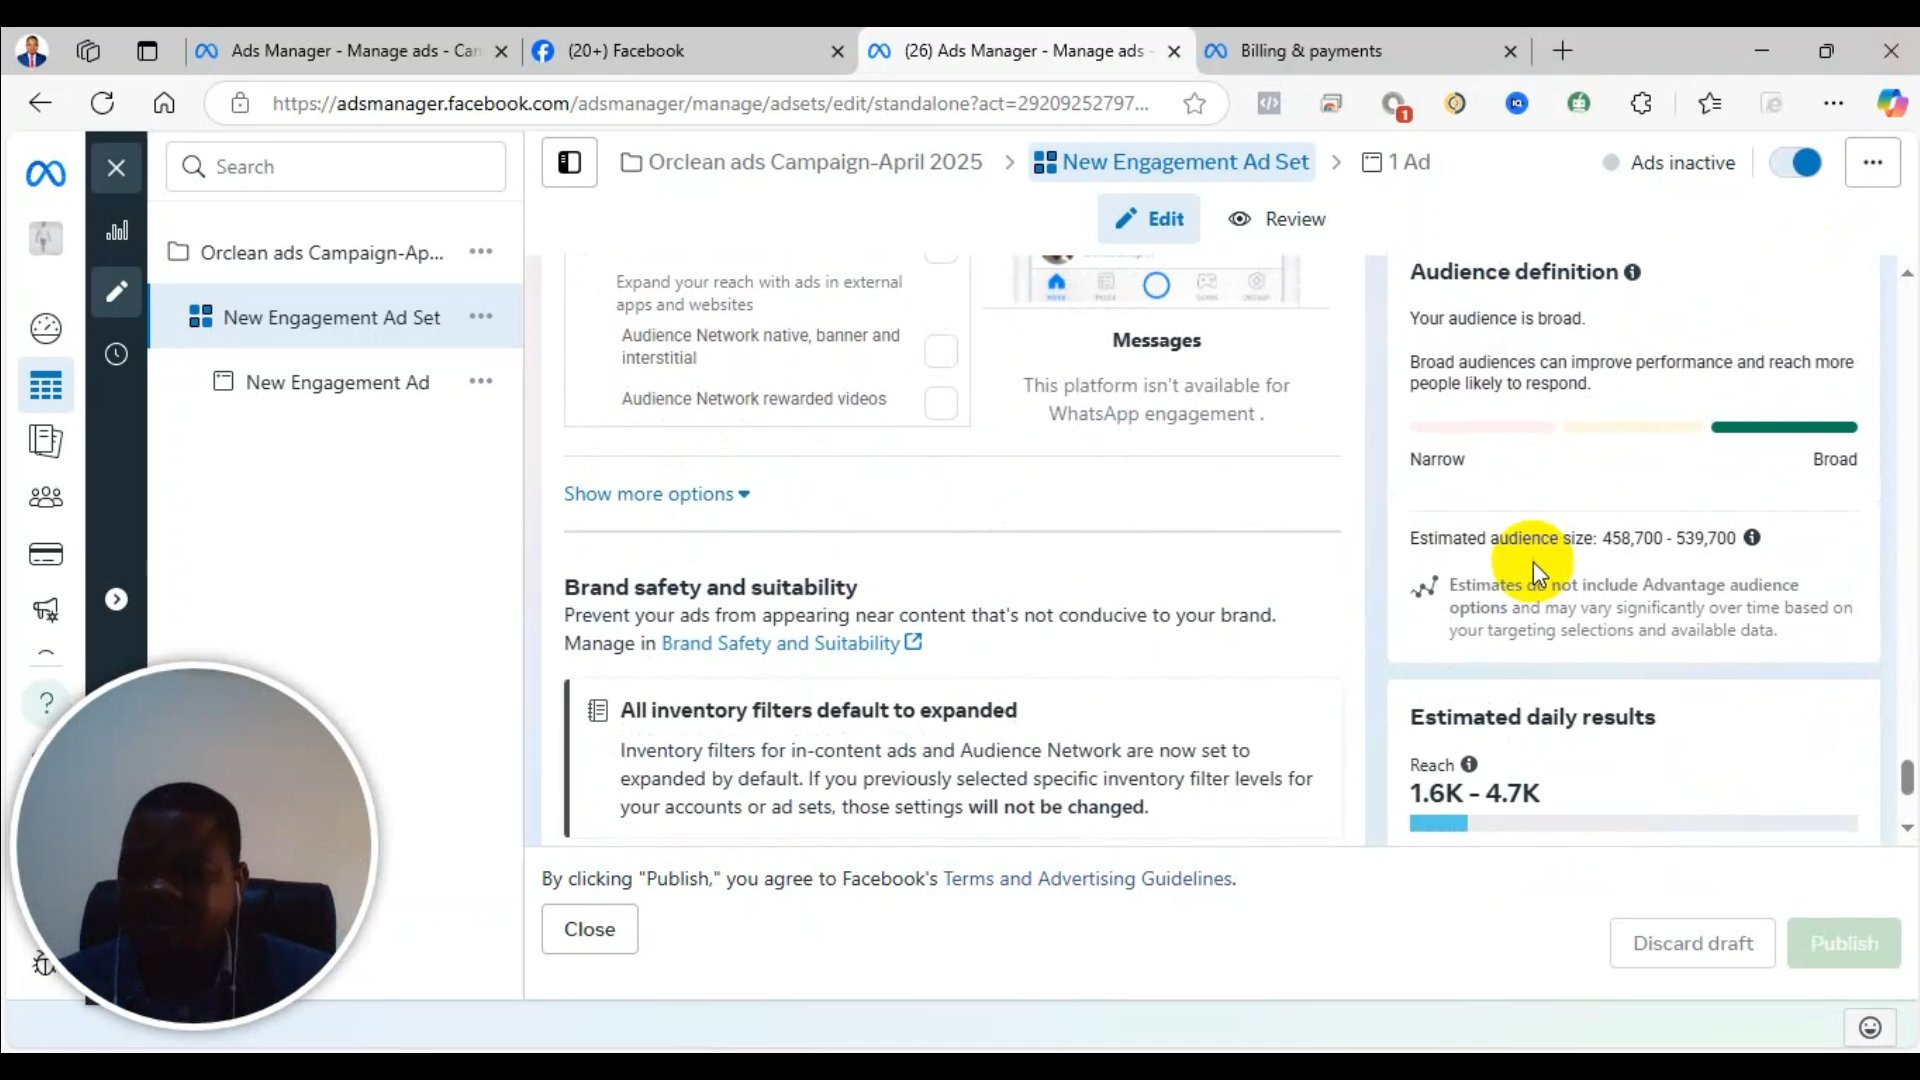 Ads Manager - Manage ads - Can
(20+) Facebook
(26) Ads Manager - Manage ads -
Billing & payments
https://adsmanager.facebook.com/adsmanager/manage/adsets/edit/standalone?act=29209252797...
1
Search
Orclean ads Campaign-April 2025
New Engagement Ad Set
1 Ad
Ads inactive
Edit
Review
Orclean ads Campaign-Ap...
New Engagement Ad Set
New Engagement Ad
Expand your reach with ads in external
apps and websites
Audience Network native, banner and
interstitial
Audience Network rewarded videos
Messages
This platform isn't available for
WhatsApp engagement .
Show more options
Brand safety and suitability
Prevent your ads from appearing near content that's not conducive to your brand.
Manage in Brand Safety and Suitability
All inventory filters default to expanded
Inventory filters for in-content ads and Audience Network are now set to
expanded by default. If you previously selected specific inventory filter levels for
your accounts or ad sets, those settings will not be changed.
Audience definition
Your audience is broad.
Broad audiences can improve performance and reach more
people likely to respond.
Narrow
Broad
Estimated audience size: 458,700 - 539,700
Estimates do not include Advantage audience
options and may vary significantly over time based on
your targeting selections and available data.
Estimated daily results
Reach
1.6K - 4.7K
By clicking "Publish," you agree to Facebook's Terms and Advertising Guidelines.
Close
Discard draft
Publish